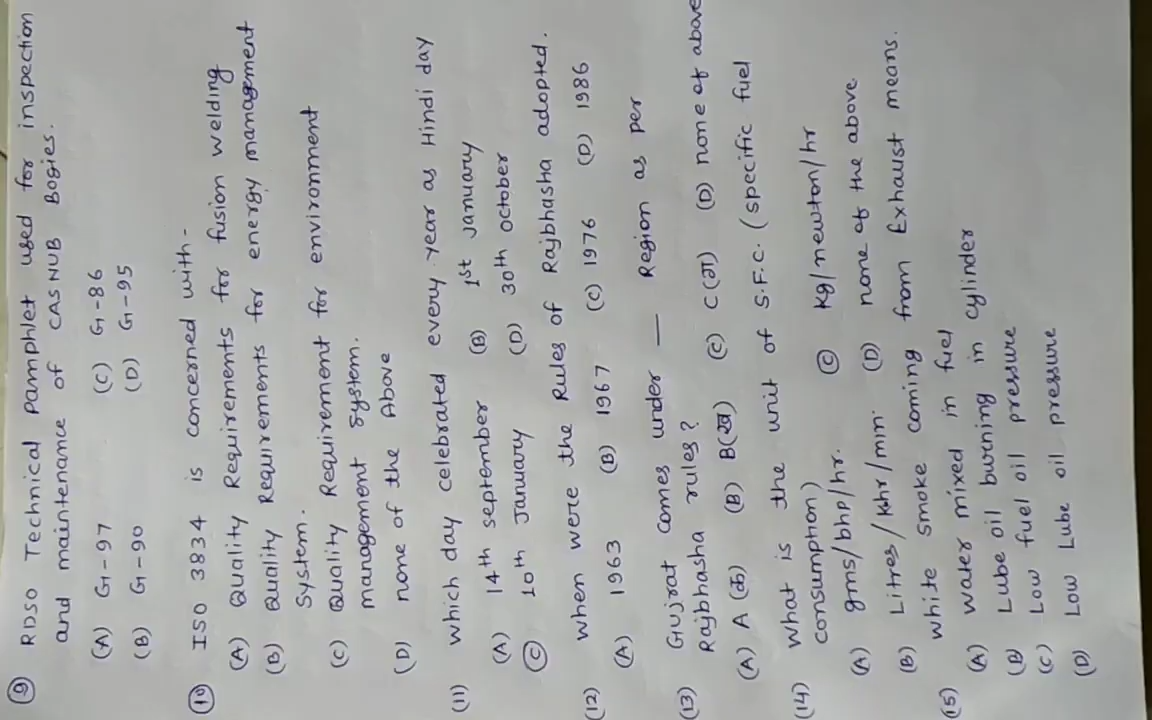 (9) RDSO Technical pamphlet used for inspection
and maintenance of CASNUB Bogies.
(A) G-97 (C) G-86
(B) G-90 (D) G-95
(10) ISO 3834 is concerned with-
(A) Quality Requirements for fusion welding
(B) Quality Requirements for energy management
System.
(C) Quality Requirement for environment
management system.
(D) none of the Above
(11) which day celebrated every year as Hindi day
(A) 14th september (B) 1st January
(C) 10th January (D) 30th october
(12) when were the Rules of Rajbhasha adopted.
(A) 1963 (B) 1967 (C) 1976 (D) 1986
(13) Gujrat comes under — Region as per
Rajbhasha rules?
(A) A (क) (B) B(ख) (C) C (ग) (D) none of above
(14) What is the unit of S.F.C. (specific fuel
consumption)
(A) gms/bhp/hr. (C) kg/newton/hr
(B) Litres/Khr/min. (D) none of the above
(15) white smoke coming from Exhaust means.
(A) water mixed in fuel
(B) Lube oil burning in cylinder
(C) Low fuel oil pressure
(D) Low Lube oil pressure